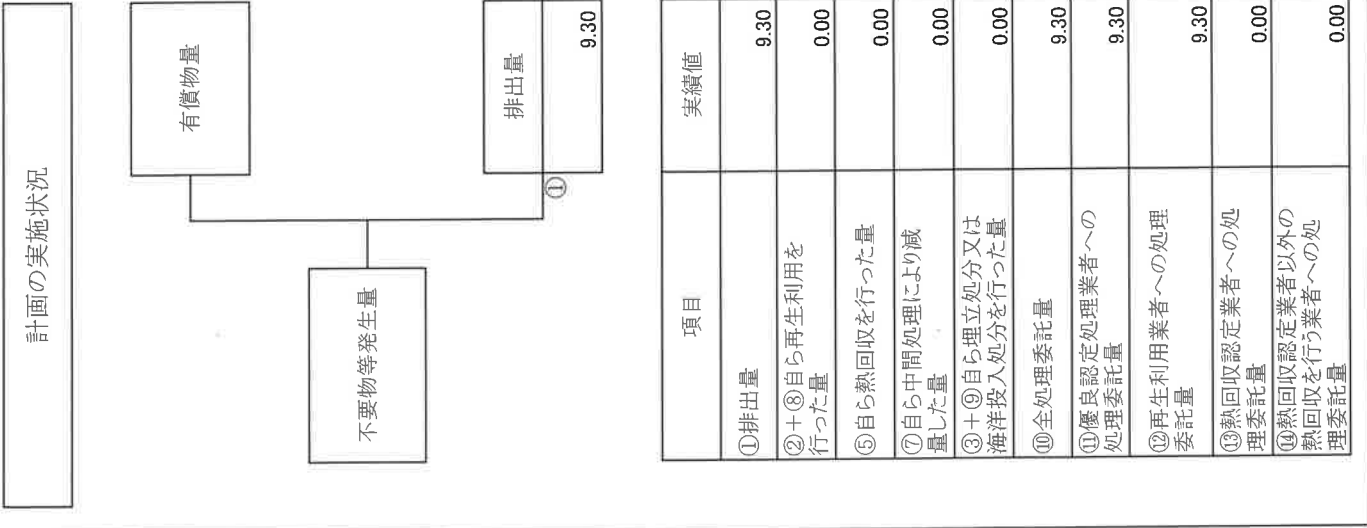 計画の実施状況
有償物量
不要物等発生量
排出量
①
9.30
項目
実績値
①排出量
9.30
②+⑧自ら再生利用を
行った量
0.00
⑤自ら熱回収を行った量
0.00
⑦自ら中間処理により減
量した量
0.00
③+⑨自ら埋立処分又は
海洋投入処分を行った量
0.00
⑩全処理委託量
9.30
⑪優良認定処理業者への
処理委託量
9.30
⑫再生利用業者への処理
委託量
9.30
⑬熱回収認定業者への処
理委託量
0.00
⑭熱回収認定業者以外の
熱回収を行う業者への処
理委託量
0.00